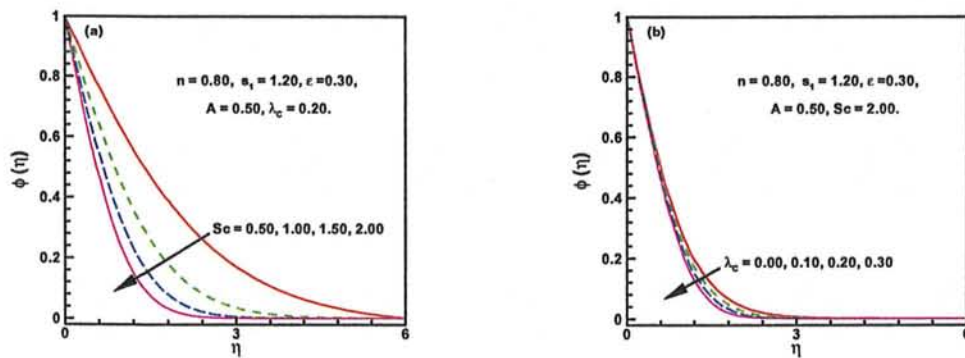 (a)
n = 0.80, s₁ = 1.20, ε =0.30,
A = 0.50, λ_C = 0.20.
Sc = 0.50, 1.00, 1.50, 2.00
ϕ (η)
1
0.8
0.6
0.4
0.2
0
0 3 6
η
(b)
n = 0.80, s₁ = 1.20, ε =0.30,
A = 0.50, Sc = 2.00.
λ_C = 0.00, 0.10, 0.20, 0.30
ϕ (η)
1
0.8
0.6
0.4
0.2
0
0 3 6
η